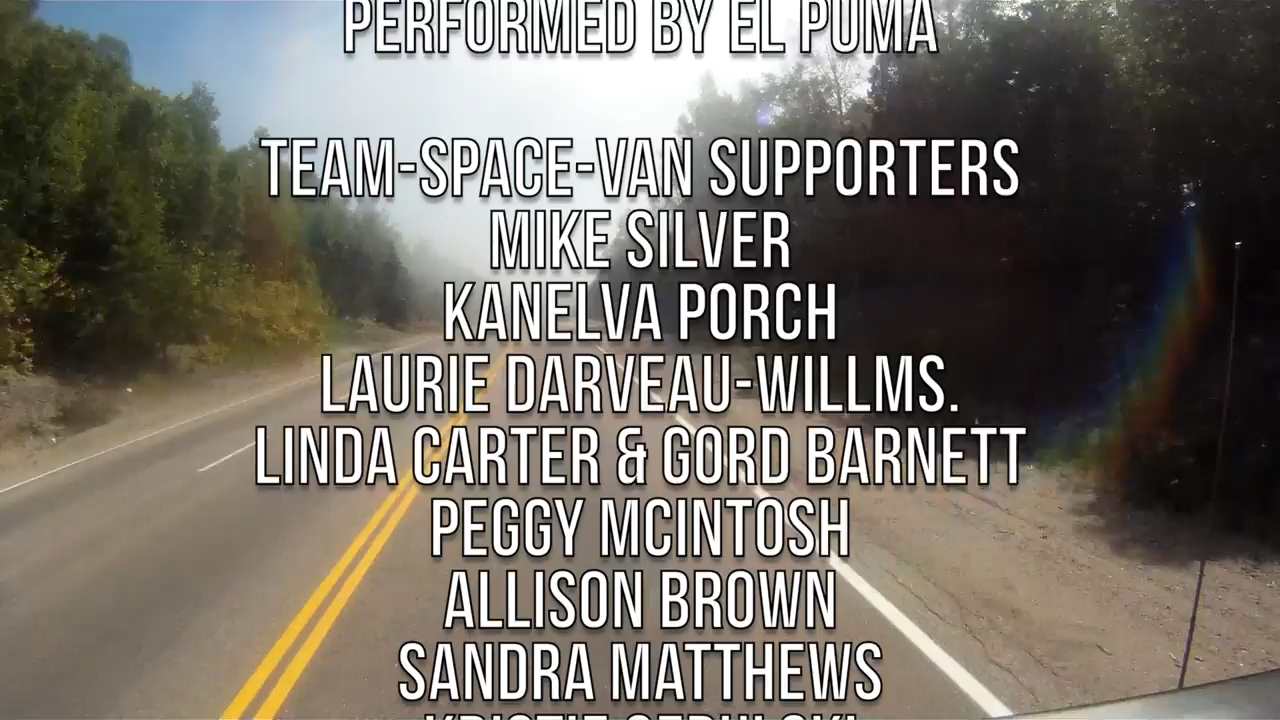 PERFORMED BY EL PUMA
TEAM-SPACE-VAN SUPPORTERS
MIKE SILVER
KANELVA PORCH
LAURIE DARVEAU-WILLMS.
LINDA CARTER & GORD BARNETT
PEGGY MCINTOSH
ALLISON BROWN
SANDRA MATTHEWS